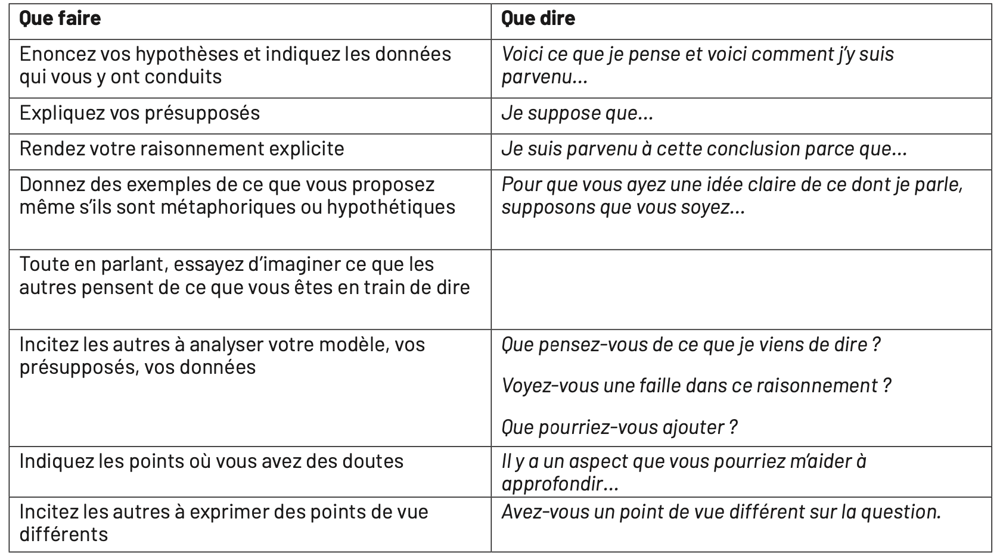 Que faire
Que dire
Enoncez vos hypothèses et indiquez les données
qui vous y ont conduits
Voici ce que je pense et voici comment j’y suis
parvenu…
Expliquez vos présupposés
Je suppose que…
Rendez votre raisonnement explicite
Je suis parvenu à cette conclusion parce que…
Donnez des exemples de ce que vous proposez
même s’ils sont métaphoriques ou hypothétiques
Pour que vous ayez une idée claire de ce dont je parle,
supposons que vous soyez…
Toute en parlant, essayez d’imaginer ce que les
autres pensent de ce que vous êtes en train de dire
Incitez les autres à analyser votre modèle, vos
présupposés, vos données
Que pensez-vous de ce que je viens de dire ?
Voyez-vous une faille dans ce raisonnement ?
Que pourriez-vous ajouter ?
Indiquez les points où vous avez des doutes
Il y a un aspect que vous pourriez m’aider à
approfondir…
Incitez les autres à exprimer des points de vue
différents
Avez-vous un point de vue différent sur la question.